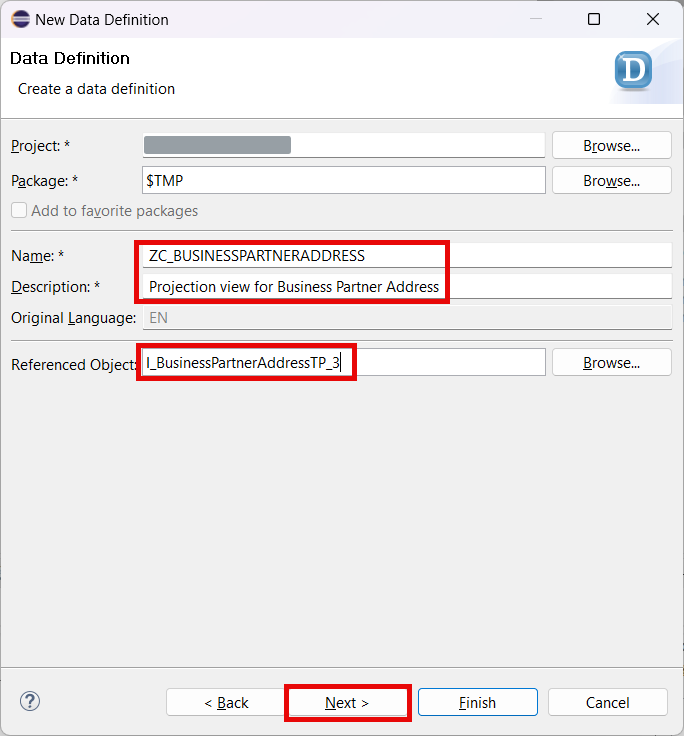 New Data Definition
Data Definition
D
Create a data definition
Project: *
Browse...
Package: *
$TMP
Browse...
Add to favorite packages
Name: *
ZC_BUSINESSPARTNERADDRESS
Description: *
Projection view for Business Partner Address
Original Language:
EN
Referenced Object:
I_BusinessPartnerAddressTP_3
Browse...
?
< Back
Next >
Finish
Cancel